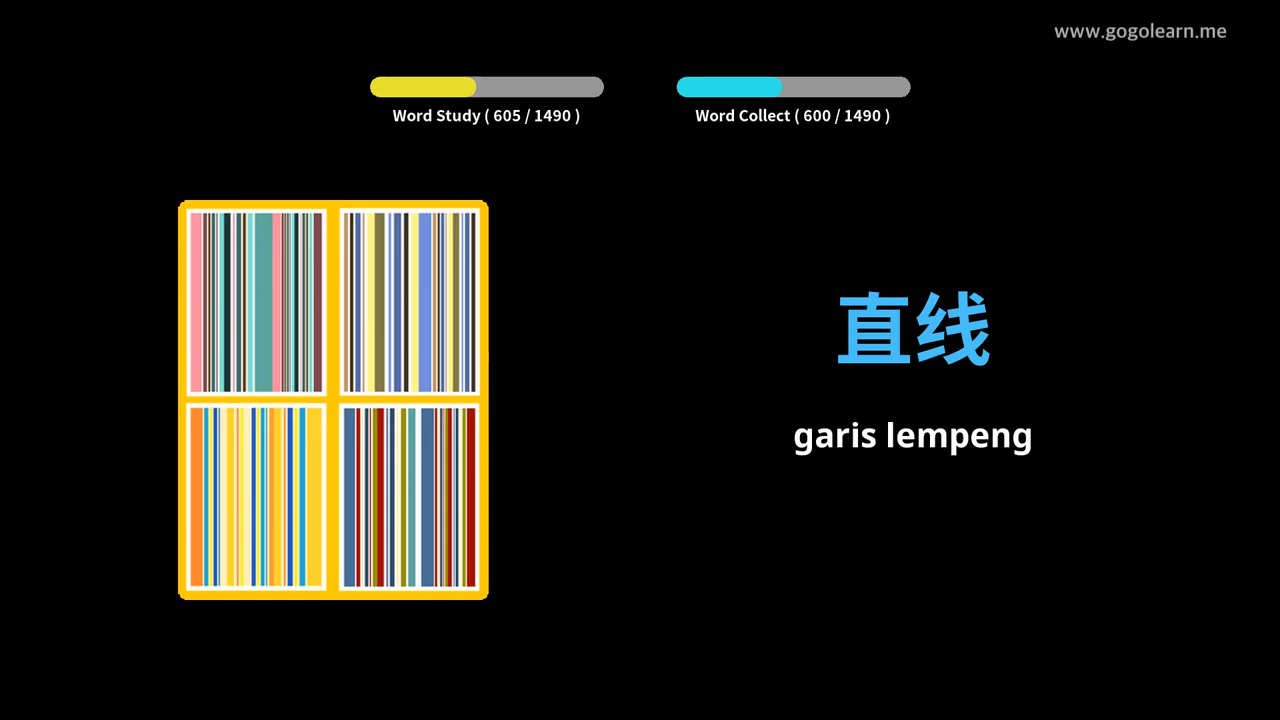 www.gogolearn.me
Word Study ( 605 / 1490 )
Word Collect ( 600 / 1490 )
直线
garis lempeng